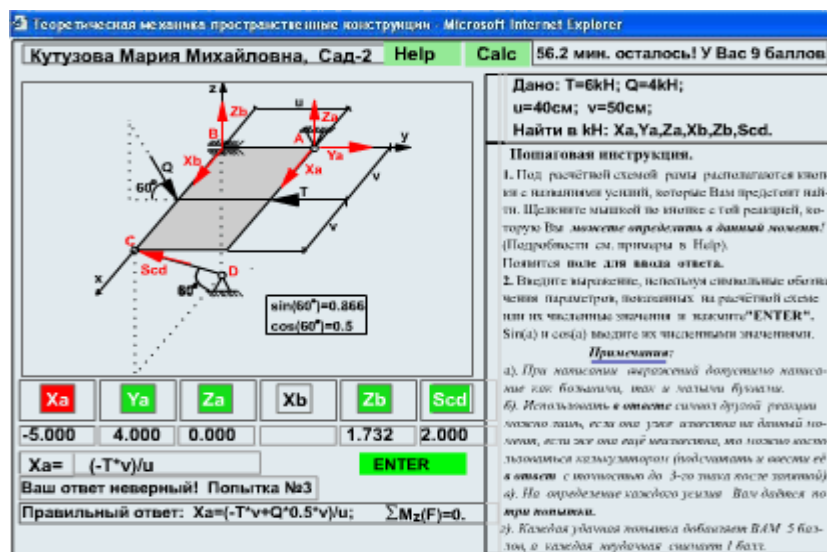 Теоретическая механика пространственные конструкции - Microsoft Internet Explorer
Кутузова Мария Михайловна, Сад-2 Help Calc 56.2 мин. осталось! У Вас 9 баллов
Дано: T=6kH; Q=4kH;
u=40см; v=50см;
Найти в kH: Xa,Ya,Za,Xb,Zb,Scd.
z
Zb
u
Za
B
A
y
Ya
Xb
Xa
Q
v
60°
T
v
C
Scd
D
x
60°
sin(60°)=0.866
cos(60°)=0.5
Пошаговая инструкция.
1. Под расчётной схемой рамы располагаются кноп
ки с названиями усилий, которые Вам предстоит най-
ти. Щелкните мышкой по кнопке с той реакцией, ко-
торую Вы можете определить в данный момент!
(Подробности см. примеры в Help).
Появится поле для ввода ответа.
2. Введите выражение, используя символьные обозна
чения параметров, показанных на расчётной схеме
или их численные значения и нажмите"ENTER".
Sin(a) и cos(a) вводите их численными значениями.
Примечания:
а). При написании выражений допустимо написа-
ние как большими, так и малыми буквами.
б). Использовать в ответе символ другой реакции
можно лишь, если она уже известна на данный мо-
мент, если же она ещё неизвестна, то можно воспо
льзоваться калькулятором (подсчитать и ввести её
в ответ с точностью до 3-го знака после запятой)
в). На определение каждого усилия Вам даётся по
три попытки.
г). Каждая удачная попытка добавляет ВАМ 5 бал-
лов, а каждая неудачная снимает 1 балл.
Xa Ya Za Xb Zb Scd
-5.000 4.000 0.000 1.732 2.000
Xa= (-T*v)/u ENTER
Ваш ответ неверный! Попытка №3
Правильный ответ: Xa=(-T*v+Q*0.5*v)/u; ΣMz(F)=0.